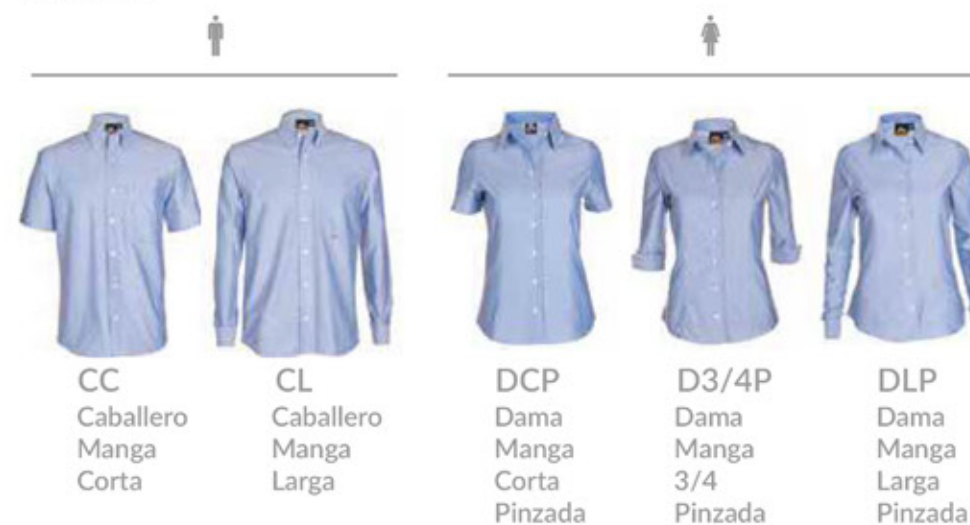 CC
Caballero
Manga
Corta
CL
Caballero
Manga
Larga
DCP
Dama
Manga
Corta
Pinzada
D3/4P
Dama
Manga
3/4
Pinzada
DLP
Dama
Manga
Larga
Pinzada